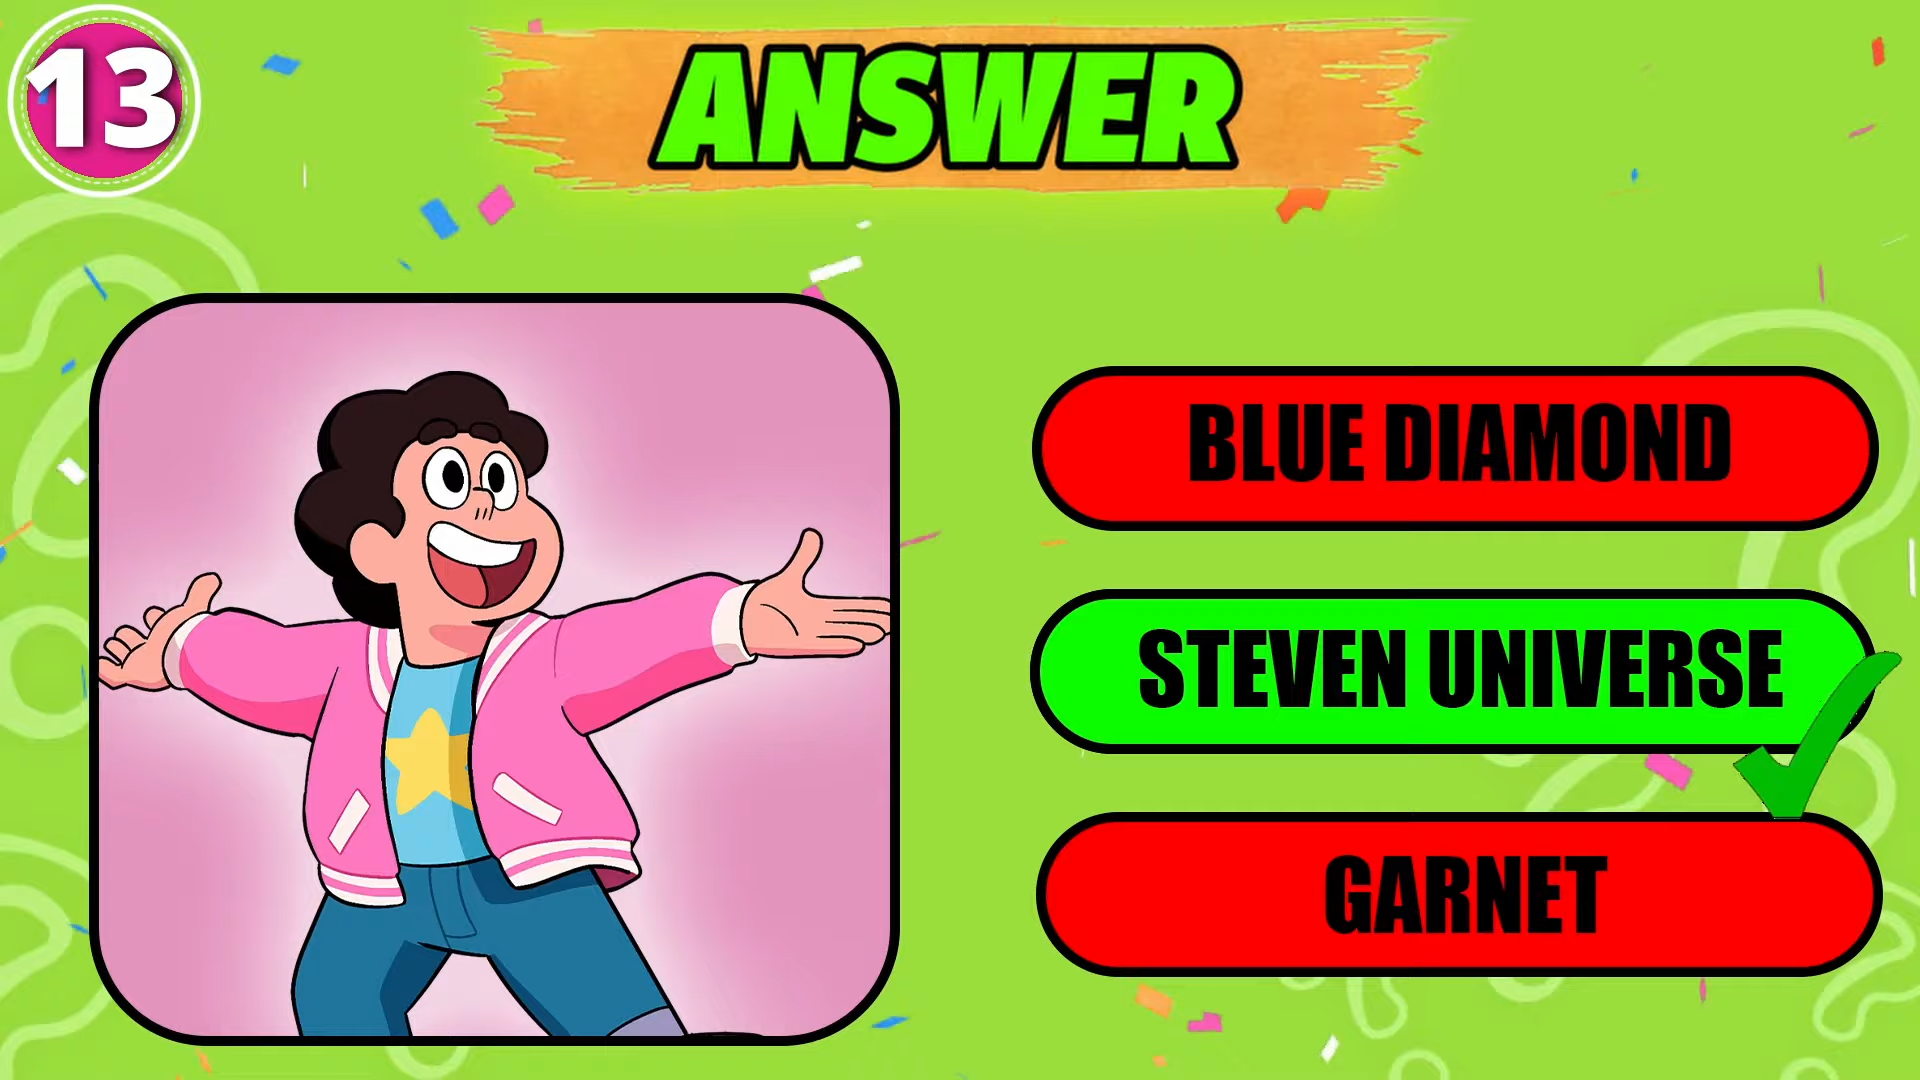 13
ANSWER
BLUE DIAMOND
STEVEN UNIVERSE
GARNET